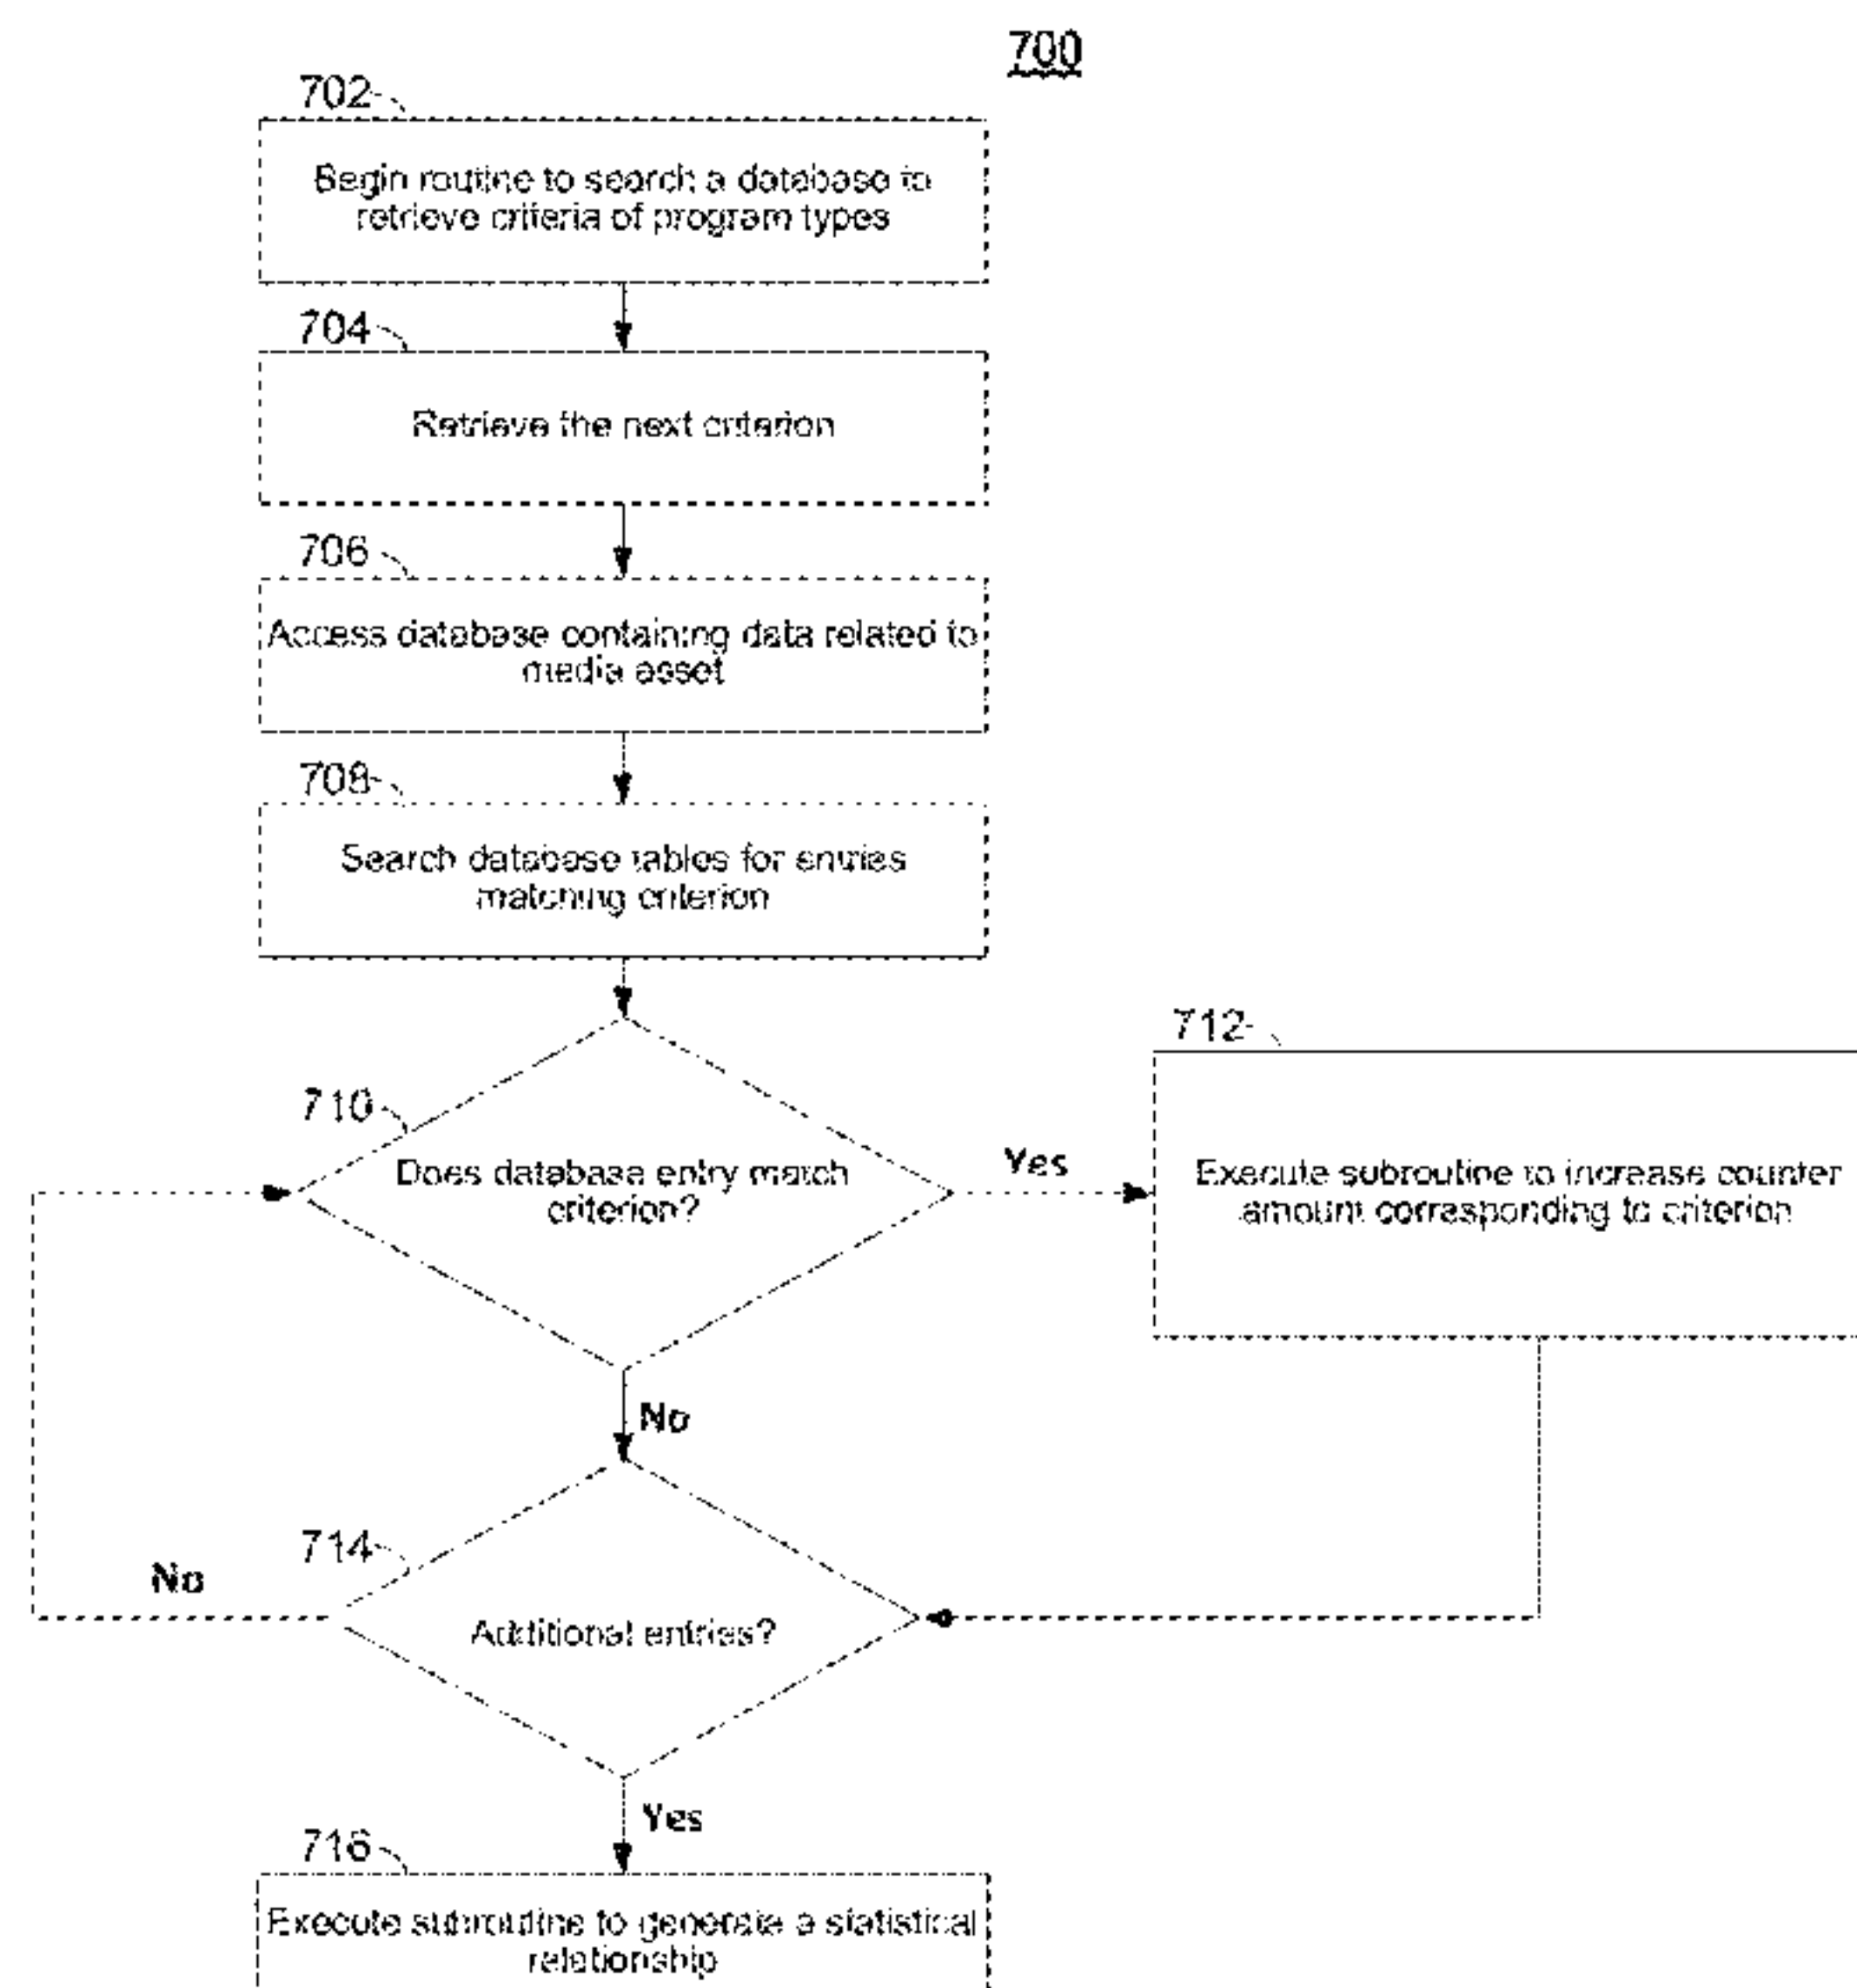 700
702
Begin routine to search a database to
retrieve criteria of program types
704
Retrieve the next criterion
706
Access database containing data related to
media asset
708
Search database tables for entries
matching criterion
710
Does database entry match
criterion?
Yes
712
Execute subroutine to increase counter
amount corresponding to criterion
No
714
No
Additional entries?
Yes
716
Execute subroutine to generate a statistical
relationship